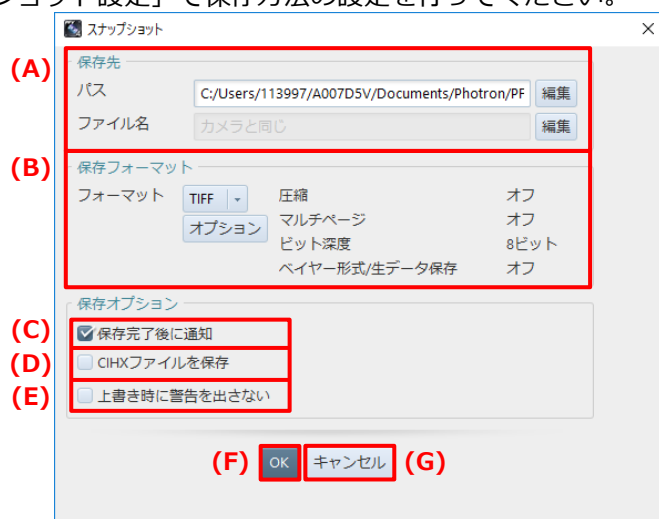 ョット設定」で保存方法の設定を行ってください。
スナップショット
(A)
保存先
パス C:/Users/113997/A007D5V/Documents/Photron/PF 編集
ファイル名 カメラと同じ 編集
(B)
保存フォーマット
フォーマット TIFF 圧縮 オフ
オプション マルチページ オフ
ビット深度 8ビット
ベイヤー形式/生データ保存 オフ
保存オプション
(C) 保存完了後に通知
(D) CIHXファイルを保存
(E) 上書き時に警告を出さない
(F) OK キャンセル (G)